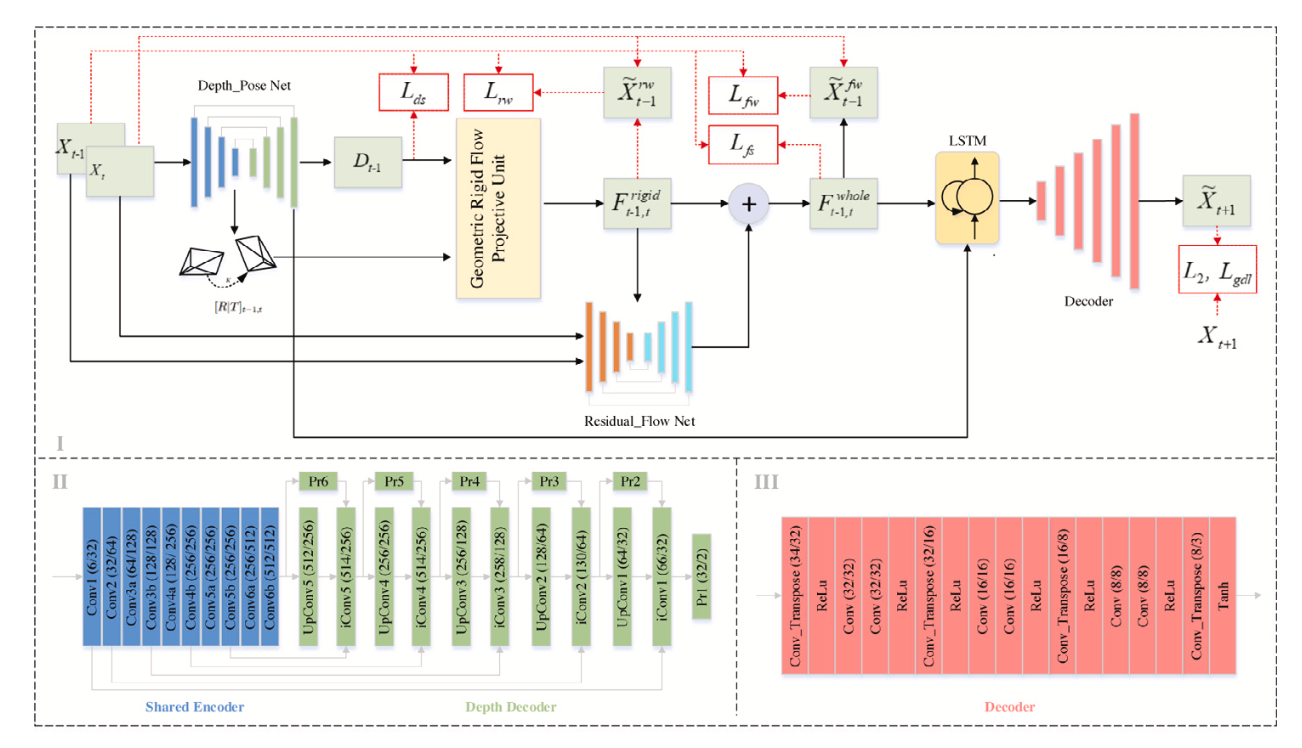 Depth_Pose Net
X_{t-1}
X_t
D_{t-1}
[R|T]_{t-1,t}
κ
L_{ds}
L_{rw}
X̃^{rw}_{t-1}
L_{fw}
X̃^{fw}_{t-1}
L_{fs}
Geometric Rigid Flow
Projective Unit
F^{rigid}_{t-1,t}
+
F^{whole}_{t-1,t}
LSTM
Decoder
X̃_{t+1}
L_2, L_{gdl}
X_{t+1}
Residual_Flow Net
I
II
Pr6
Pr5
Pr4
Pr3
Pr2
Conv1 (6/32)
Conv2 (32/64)
Conv3a (64/128)
Conv3b (128/128)
Conv4a (128/ 256)
Conv4b (256/256)
Conv5a (256/256)
Conv5b (256/256)
Conv6a (256/512)
Conv6b (512/512)
UpConv5 (512/256)
iConv5 (514/256)
UpConv4 (256/256)
iConv4 (514/256)
UpConv3 (256/128)
iConv3 (258/128)
UpConv2 (128/64)
iConv2 (130/64)
UpConv1 (64/32)
iConv1 (66/32)
Pr1 (32/2)
Shared Encoder
Depth Decoder
III
Conv_Transpose (34/32)
ReLu
Conv (32/32)
Conv (32/32)
ReLu
Conv_Transpose (32/16)
ReLu
Conv (16/16)
Conv (16/16)
ReLu
Conv_Transpose (16/8)
ReLu
Conv (8/8)
Conv (8/8)
ReLu
Conv_Transpose (8/3)
Tanh
Decoder